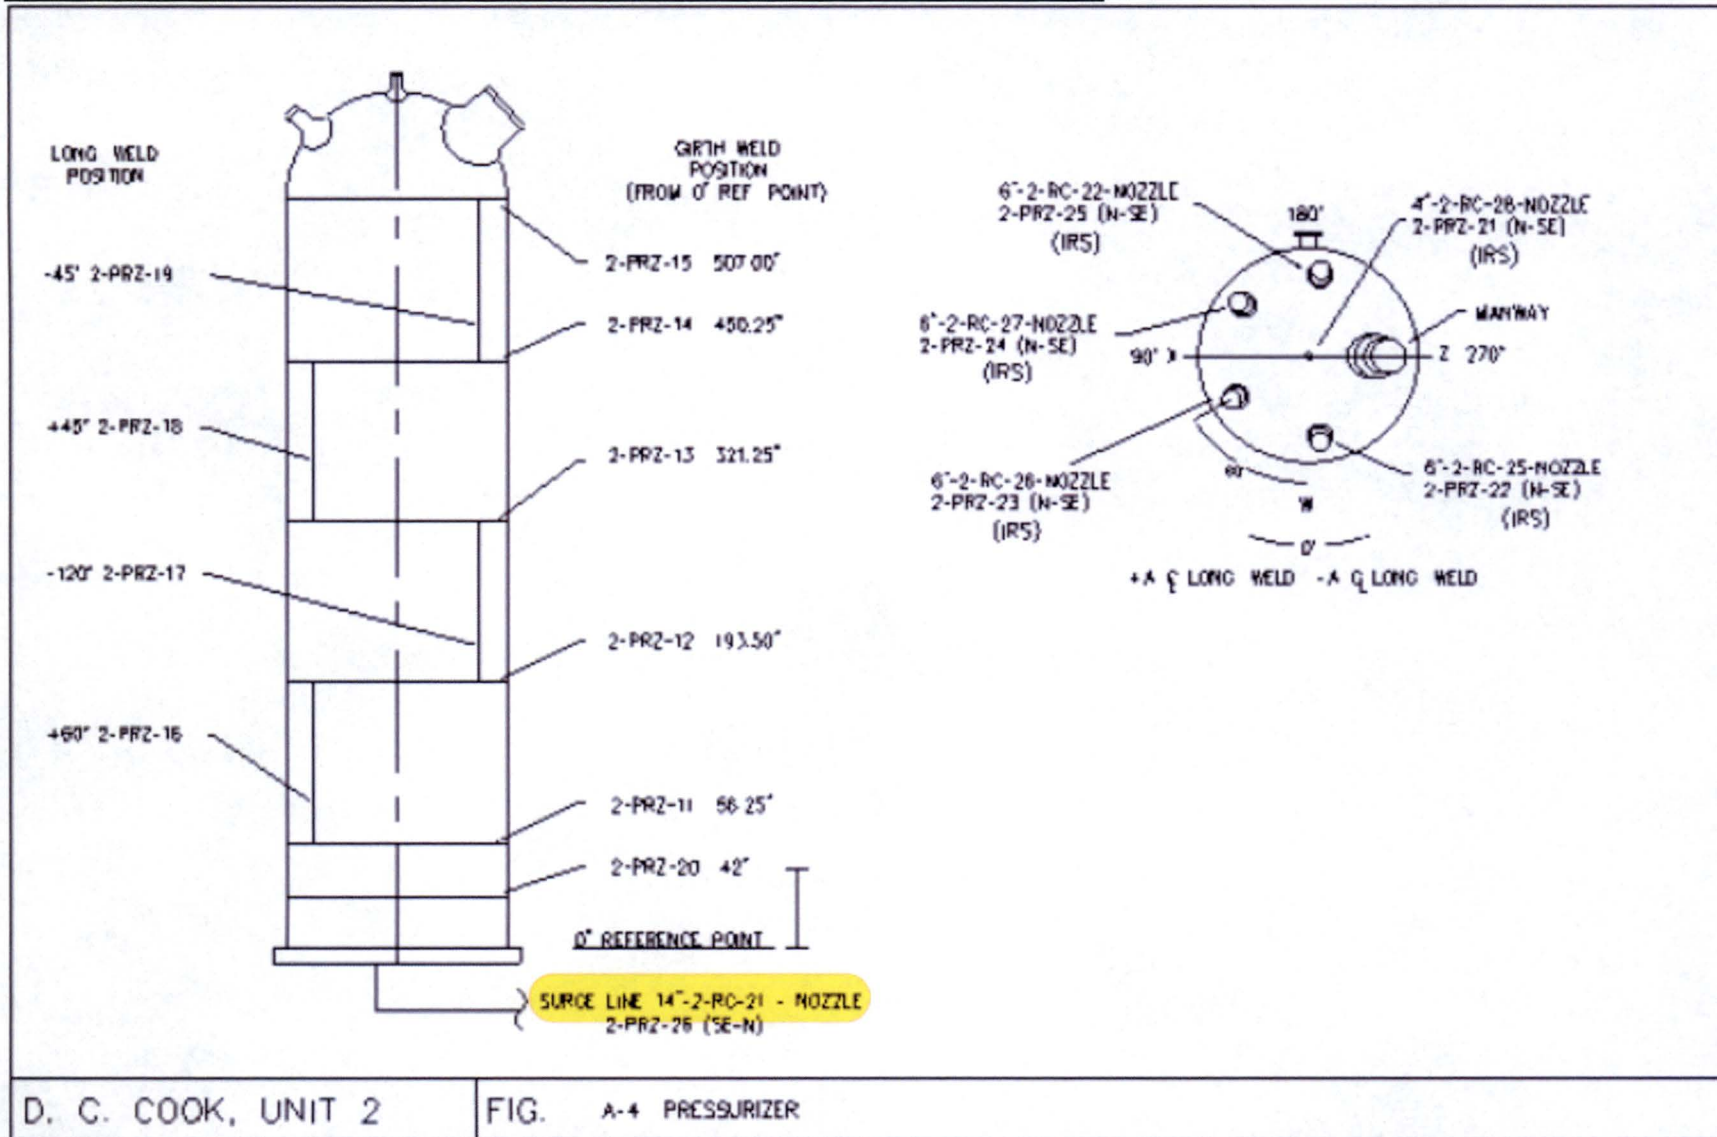 LONG WELD
POSITION
GIRTH WELD
POSITION
(FROM 0" REF POINT)
-45° 2-PRZ-19
+45° 2-PRZ-18
-120° 2-PRZ-17
+60° 2-PRZ-16
2-PRZ-15 507.00"
2-PRZ-14 450.25"
2-PRZ-13 321.25"
2-PRZ-12 193.50"
2-PRZ-11 56.25"
2-PRZ-20 42"
0" REFERENCE POINT
SURGE LINE 14"-2-RC-21 - NOZZLE
2-PRZ-26 (SE-N)
6"-2-RC-22-NOZZLE
2-PRZ-25 (N-SE)
(IRS)
180°
4"-2-RC-28-NOZZLE
2-PRZ-21 (N-SE)
(IRS)
6"-2-RC-27-NOZZLE
2-PRZ-24 (N-SE)
(IRS)
MANWAY
90° X
Z 270°
6"-2-RC-26-NOZZLE
2-PRZ-23 (N-SE)
(IRS)
6"-2-RC-25-NOZZLE
2-PRZ-22 (N-SE)
(IRS)
60°
W
0°
+A ℄ LONG WELD -A ℄ LONG WELD
D. C. COOK, UNIT 2
FIG. A-4 PRESSURIZER